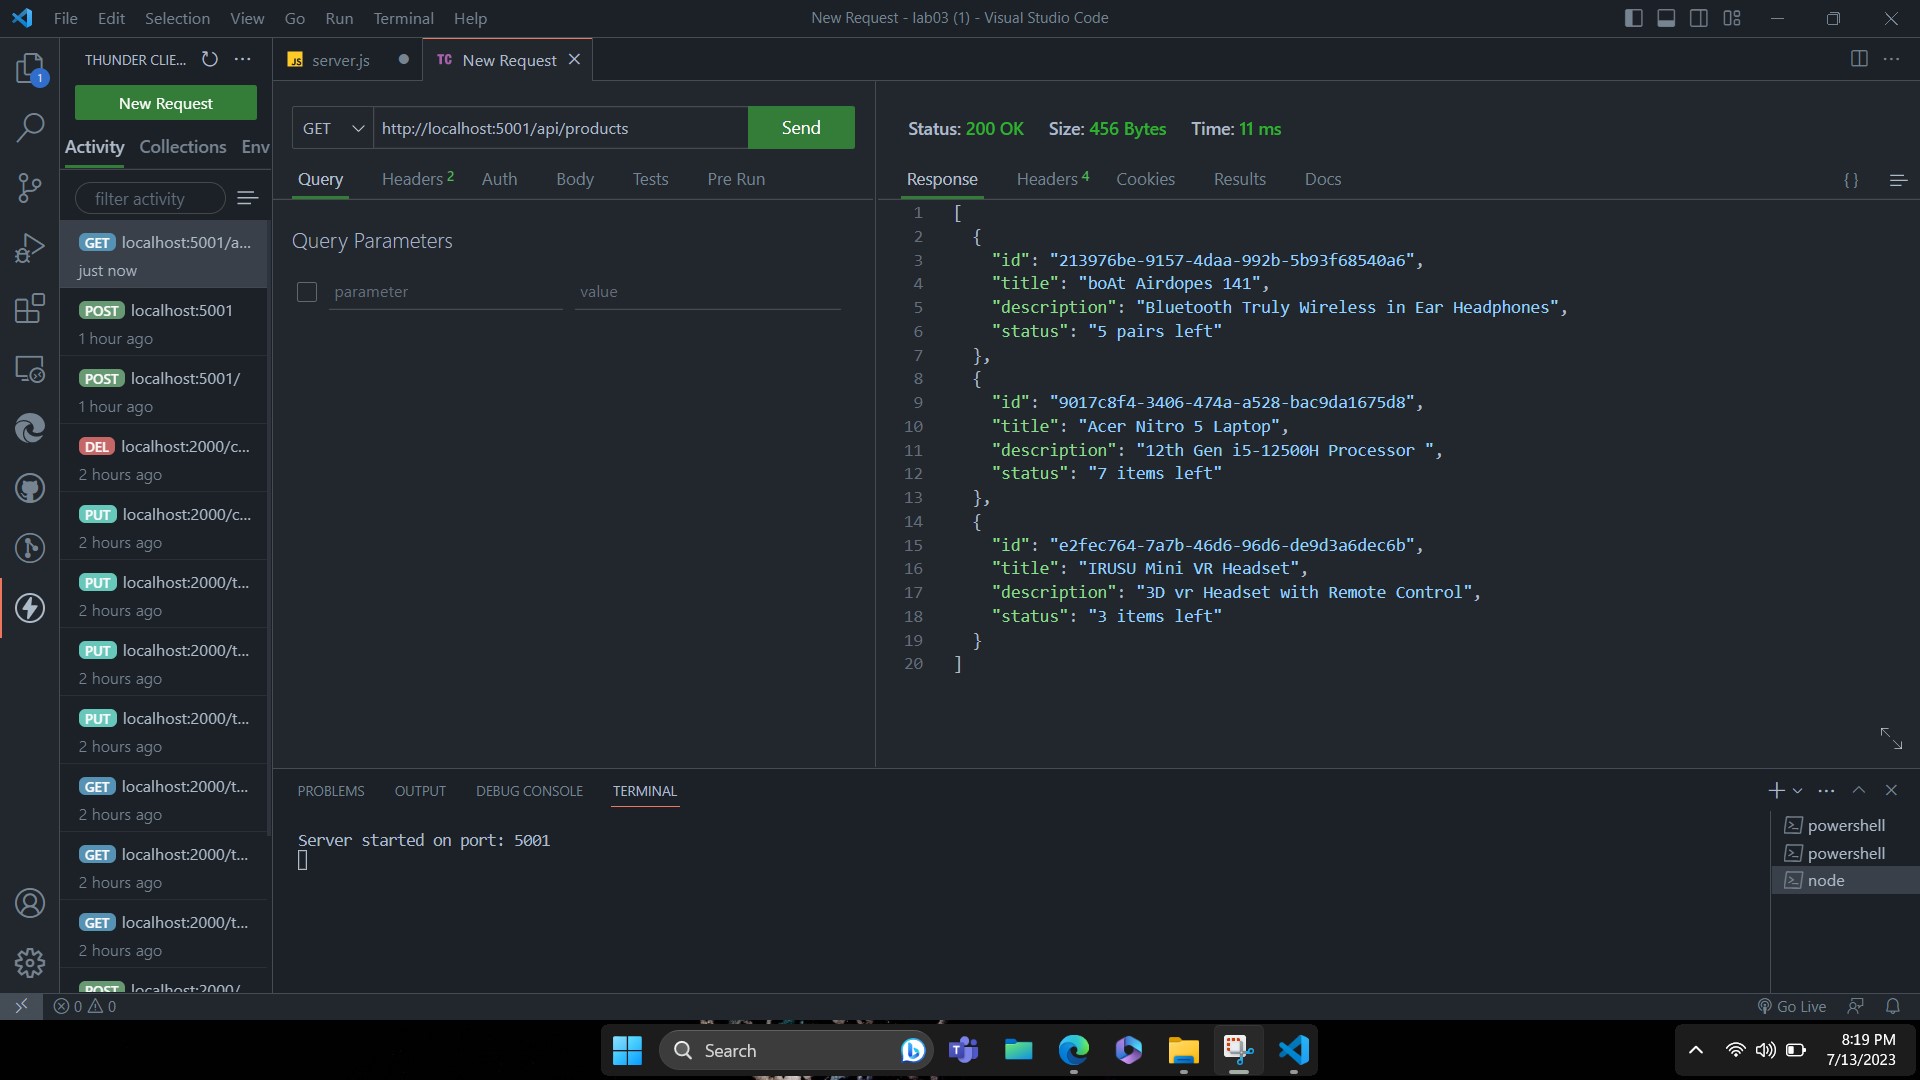 File Edit Selection View Go Run Terminal Help
New Request - lab03 (1) - Visual Studio Code
1
THUNDER CLIE...
New Request
Activity Collections Env
filter activity
GET localhost:5001/a...
just now
POST localhost:5001
1 hour ago
POST localhost:5001/
1 hour ago
DEL localhost:2000/c...
2 hours ago
PUT localhost:2000/c...
2 hours ago
PUT localhost:2000/t...
2 hours ago
PUT localhost:2000/t...
2 hours ago
PUT localhost:2000/t...
2 hours ago
GET localhost:2000/t...
2 hours ago
GET localhost:2000/t...
2 hours ago
GET localhost:2000/t...
2 hours ago
POST localhost:2000/
JS server.js
TC New Request
GET http://localhost:5001/api/products Send
Query Headers 2 Auth Body Tests Pre Run
Query Parameters
parameter value
Status: 200 OK Size: 456 Bytes Time: 11 ms
Response Headers 4 Cookies Results Docs { }
1 [
2 {
3 "id": "213976be-9157-4daa-992b-5b93f68540a6",
4 "title": "boAt Airdopes 141",
5 "description": "Bluetooth Truly Wireless in Ear Headphones",
6 "status": "5 pairs left"
7 },
8 {
9 "id": "9017c8f4-3406-474a-a528-bac9da1675d8",
10 "title": "Acer Nitro 5 Laptop",
11 "description": "12th Gen i5-12500H Processor ",
12 "status": "7 items left"
13 },
14 {
15 "id": "e2fec764-7a7b-46d6-96d6-de9d3a6dec6b",
16 "title": "IRUSU Mini VR Headset",
17 "description": "3D vr Headset with Remote Control",
18 "status": "3 items left"
19 }
20 ]
PROBLEMS OUTPUT DEBUG CONSOLE TERMINAL
Server started on port: 5001
powershell
powershell
node
0 0
Go Live
Search
8:19 PM
7/13/2023